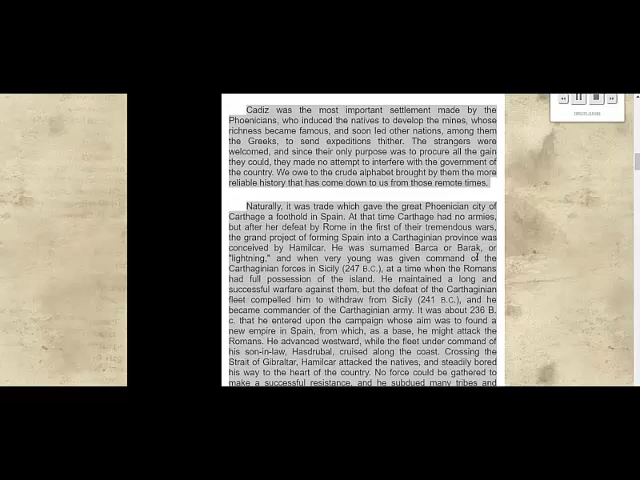 Cadiz was the most important settlement made by the
Phoenicians, who induced the natives to develop the mines, whose
richness became famous, and soon led other nations, among them
the Greeks, to send expeditions thither. The strangers were
welcomed, and since their only purpose was to procure all the gain
they could, they made no attempt to interfere with the government of
the country. We owe to the crude alphabet brought by them the more
reliable history that has come down to us from those remote times.
Naturally, it was trade which gave the great Phoenician city of
Carthage a foothold in Spain. At that time Carthage had no armies,
but after her defeat by Rome in the first of their tremendous wars,
the grand project of forming Spain into a Carthaginian province was
conceived by Hamilcar. He was surnamed Barca or Barak, or
"lightning," and when very young was given command of the
Carthaginian forces in Sicily (247 B.C.), at a time when the Romans
had full possession of the island. He maintained a long and
successful warfare against them, but the defeat of the Carthaginian
fleet compelled him to withdraw from Sicily (241 B.C.), and he
became commander of the Carthaginian army. It was about 236 B.
c. that he entered upon the campaign whose aim was to found a
new empire in Spain, from which, as a base, he might attack the
Romans. He advanced westward, while the fleet under command of
his son-in-law, Hasdrubal, cruised along the coast. Crossing the
Strait of Gibraltar, Hamilcar attacked the natives, and steadily bored
his way to the heart of the country. No force could be gathered to
make a successful resistance, and he subdued many tribes and